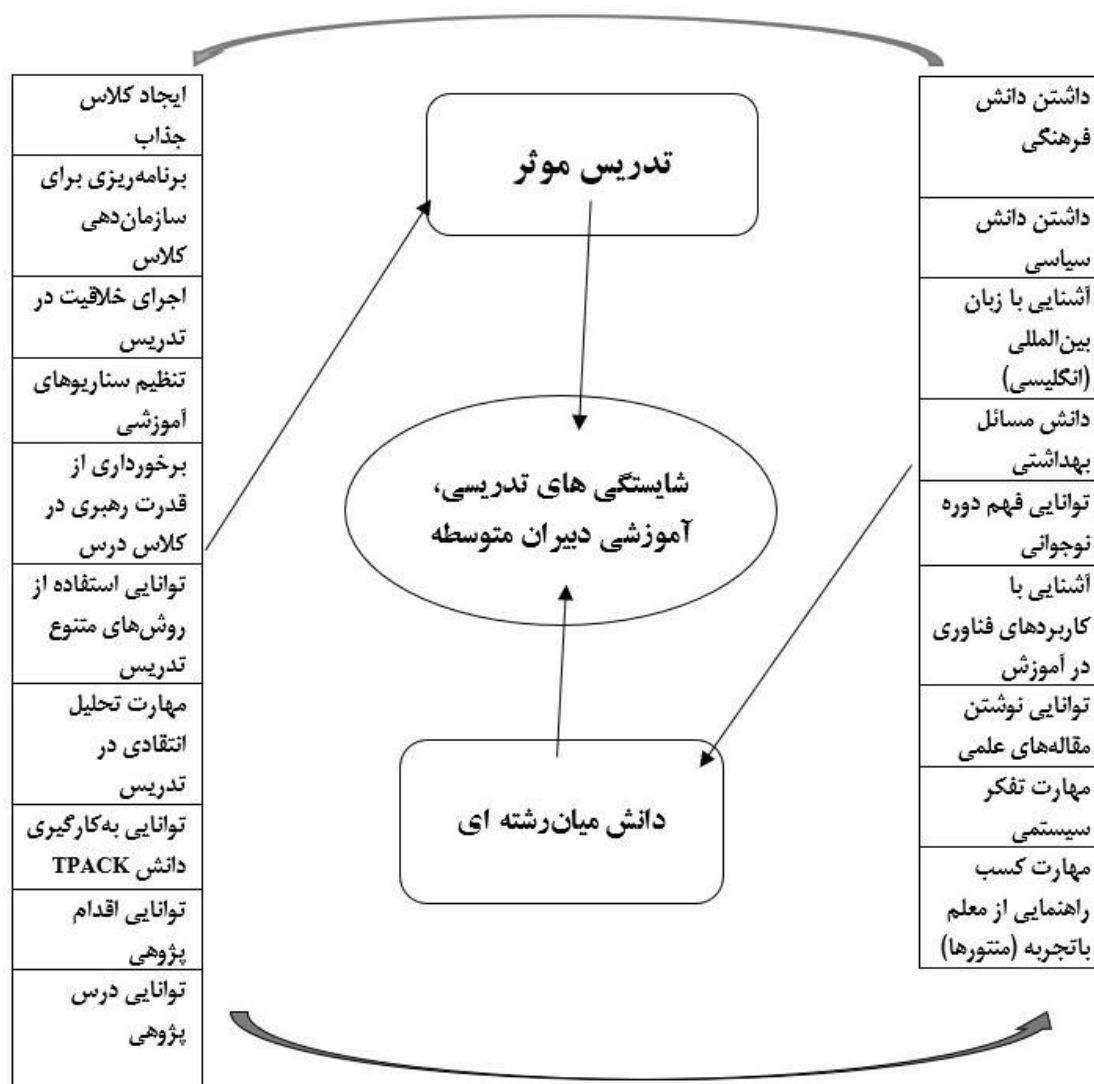 داشتن دانش
فرهنگی
داشتن دانش
سیاسی
آشنایی با زبان
بین‌المللی
(انگلیسی)
دانش مسائل
بهداشتی
توانایی فهم دوره
نوجوانی
آشنایی با
کاربردهای فناوری
در آموزش
توانایی نوشتن
مقاله‌های علمی
مهارت تفکر
سیستمی
مهارت کسب
راهنمایی از معلم
باتجربه (منتورها)
تدریس موثر
شایستگی های تدریسی،
آموزشی دبیران متوسطه
دانش میان‌رشته ای
ایجاد کلاس
جذاب
برنامه‌ریزی برای
سازمان‌دهی
کلاس
اجرای خلاقیت در
تدریس
تنظیم سناریوهای
آموزشی
برخورداری از
قدرت رهبری در
کلاس درس
توانایی استفاده از
روش‌های متنوع
تدریس
مهارت تحلیل
انتقادی در
تدریس
توانایی به‌کارگیری
دانش TPACK
توانایی اقدام
پژوهی
توانایی درس
پژوهی